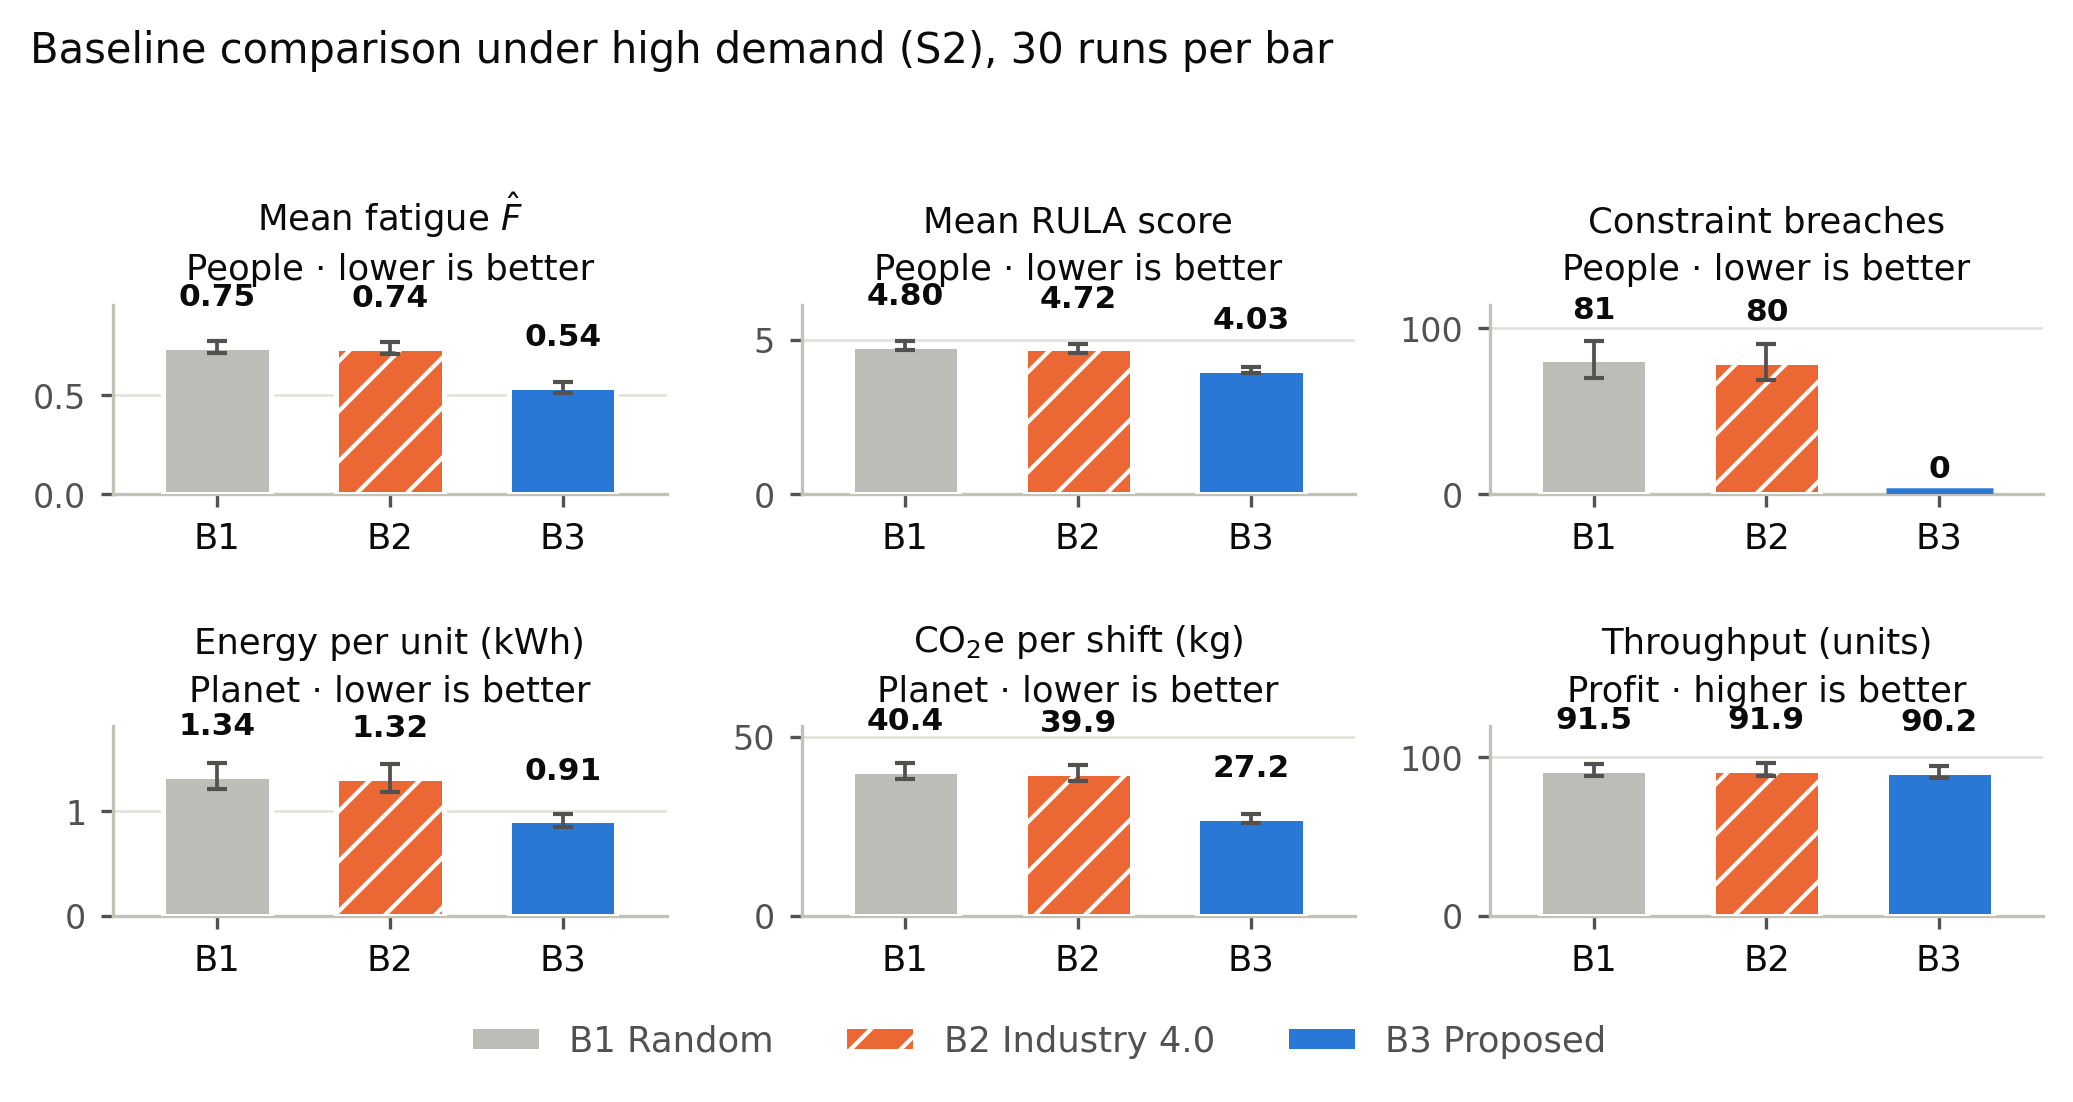 Baseline comparison under high demand (S2), 30 runs per bar
Mean fatigue F̂
People · lower is better
0.75 0.74 0.54
0.5
0.0
B1 B2 B3
Mean RULA score
People · lower is better
4.80 4.72 4.03
5
0
B1 B2 B3
Constraint breaches
People · lower is better
81 80 0
100
0
B1 B2 B3
Energy per unit (kWh)
Planet · lower is better
1.34 1.32 0.91
1
0
B1 B2 B3
CO₂e per shift (kg)
Planet · lower is better
40.4 39.9 27.2
50
0
B1 B2 B3
Throughput (units)
Profit · higher is better
91.5 91.9 90.2
100
0
B1 B2 B3
B1 Random B2 Industry 4.0 B3 Proposed